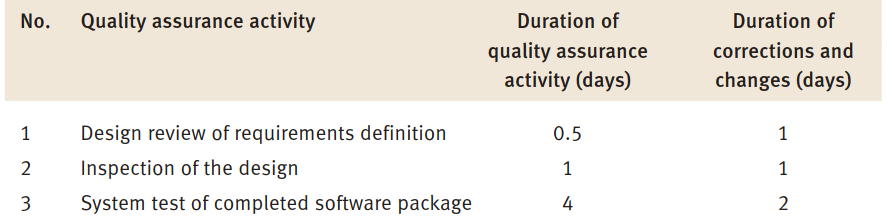 No. Quality assurance activity Duration of Duration of
quality assurance corrections and
activity (days) changes (days)
1 Design review of requirements definition 0.5 1
2 Inspection of the design 1 1
3 System test of completed software package 4 2